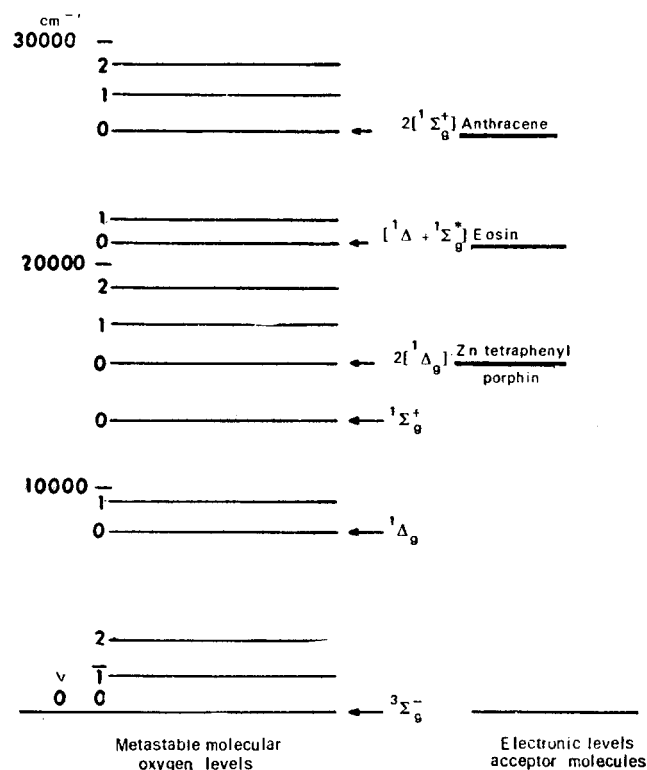 cm⁻¹
30000
2
1
0 2[¹Σg⁺] Anthracene
1
0 [¹Δ + ¹Σg*] Eosin
20000
2
1
0 2[¹Δg] Zn tetraphenyl
porphin
0 ¹Σg⁺
10000
1
0 ¹Δg
2
v 1
0 0
³Σg⁻
Metastable molecular
oxygen levels
Electronic levels
acceptor molecules